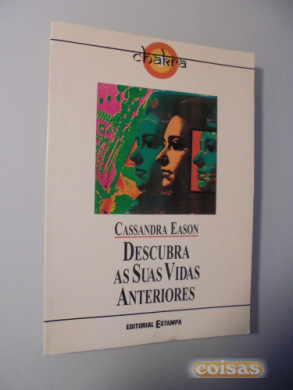 chakra
CASSANDRA EASON
DESCUBRA
AS SUAS VIDAS
ANTERIORES
EDITORIAL ESTAMPA
coisas